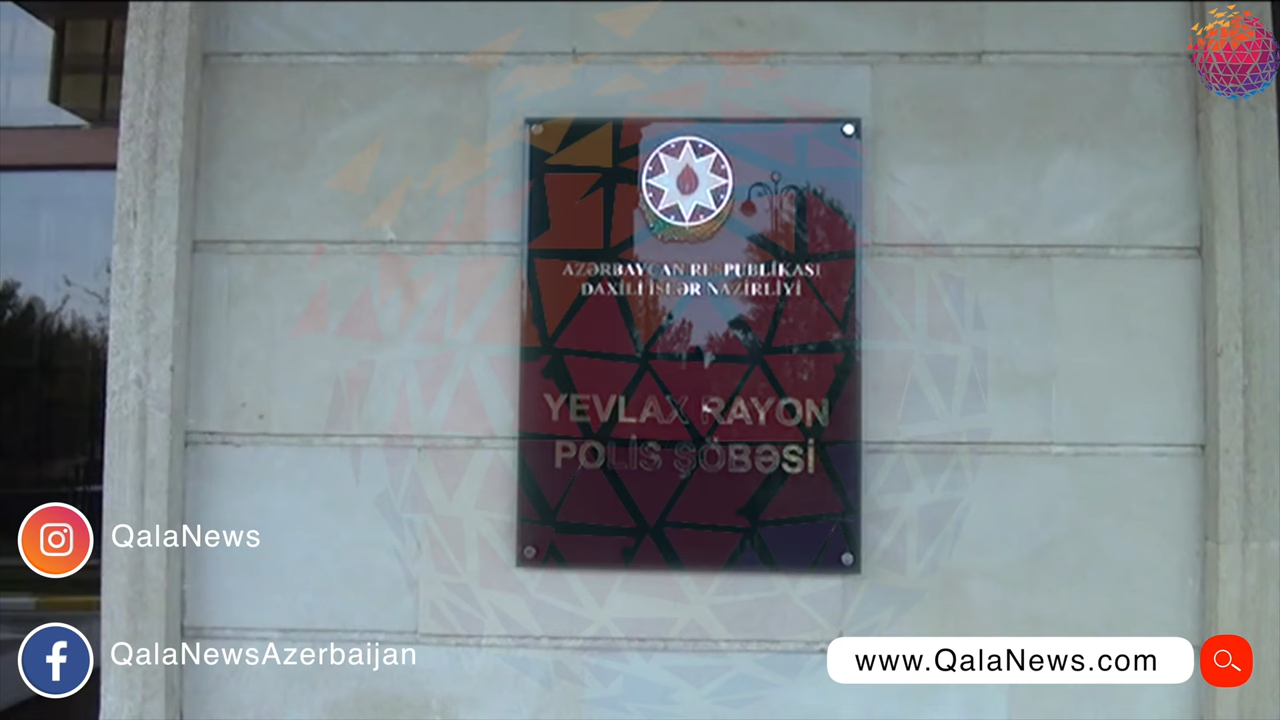 AZƏRBAYCAN RESPUBLİKASI
DAXİLİ İŞLƏR NAZİRLİYİ
YEVLAX RAYON
POLİS ŞÖBƏSİ
QalaNews
QalaNewsAzerbaijan
www.QalaNews.com